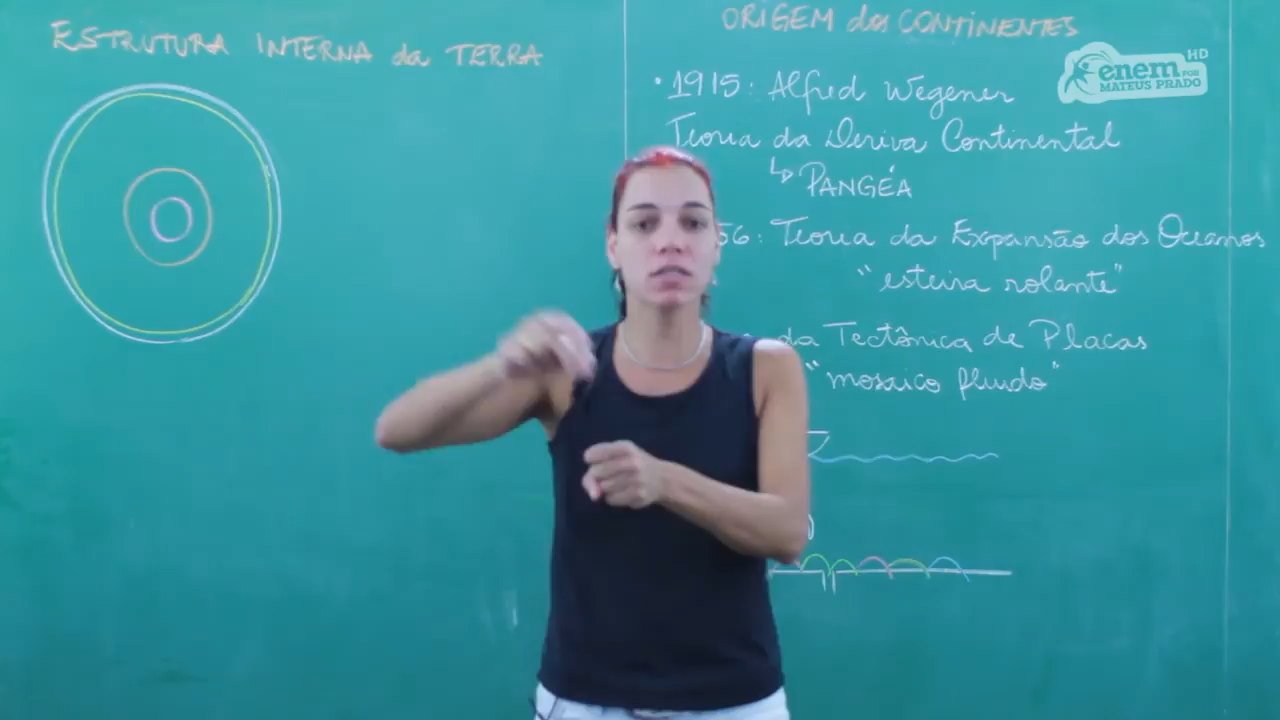 ESTRUTURA INTERNA da TERRA
ORIGEM dos CONTINENTES
HD
enem
POR
MATEUS PRADO
• 1915: Alfred Wegener
Teoria da Deriva Continental
↳ PANGÉA
56: Teoria da Expansão dos Oceanos
"esteira rolante"
da Tectônica de Placas
"mosaico fluido"